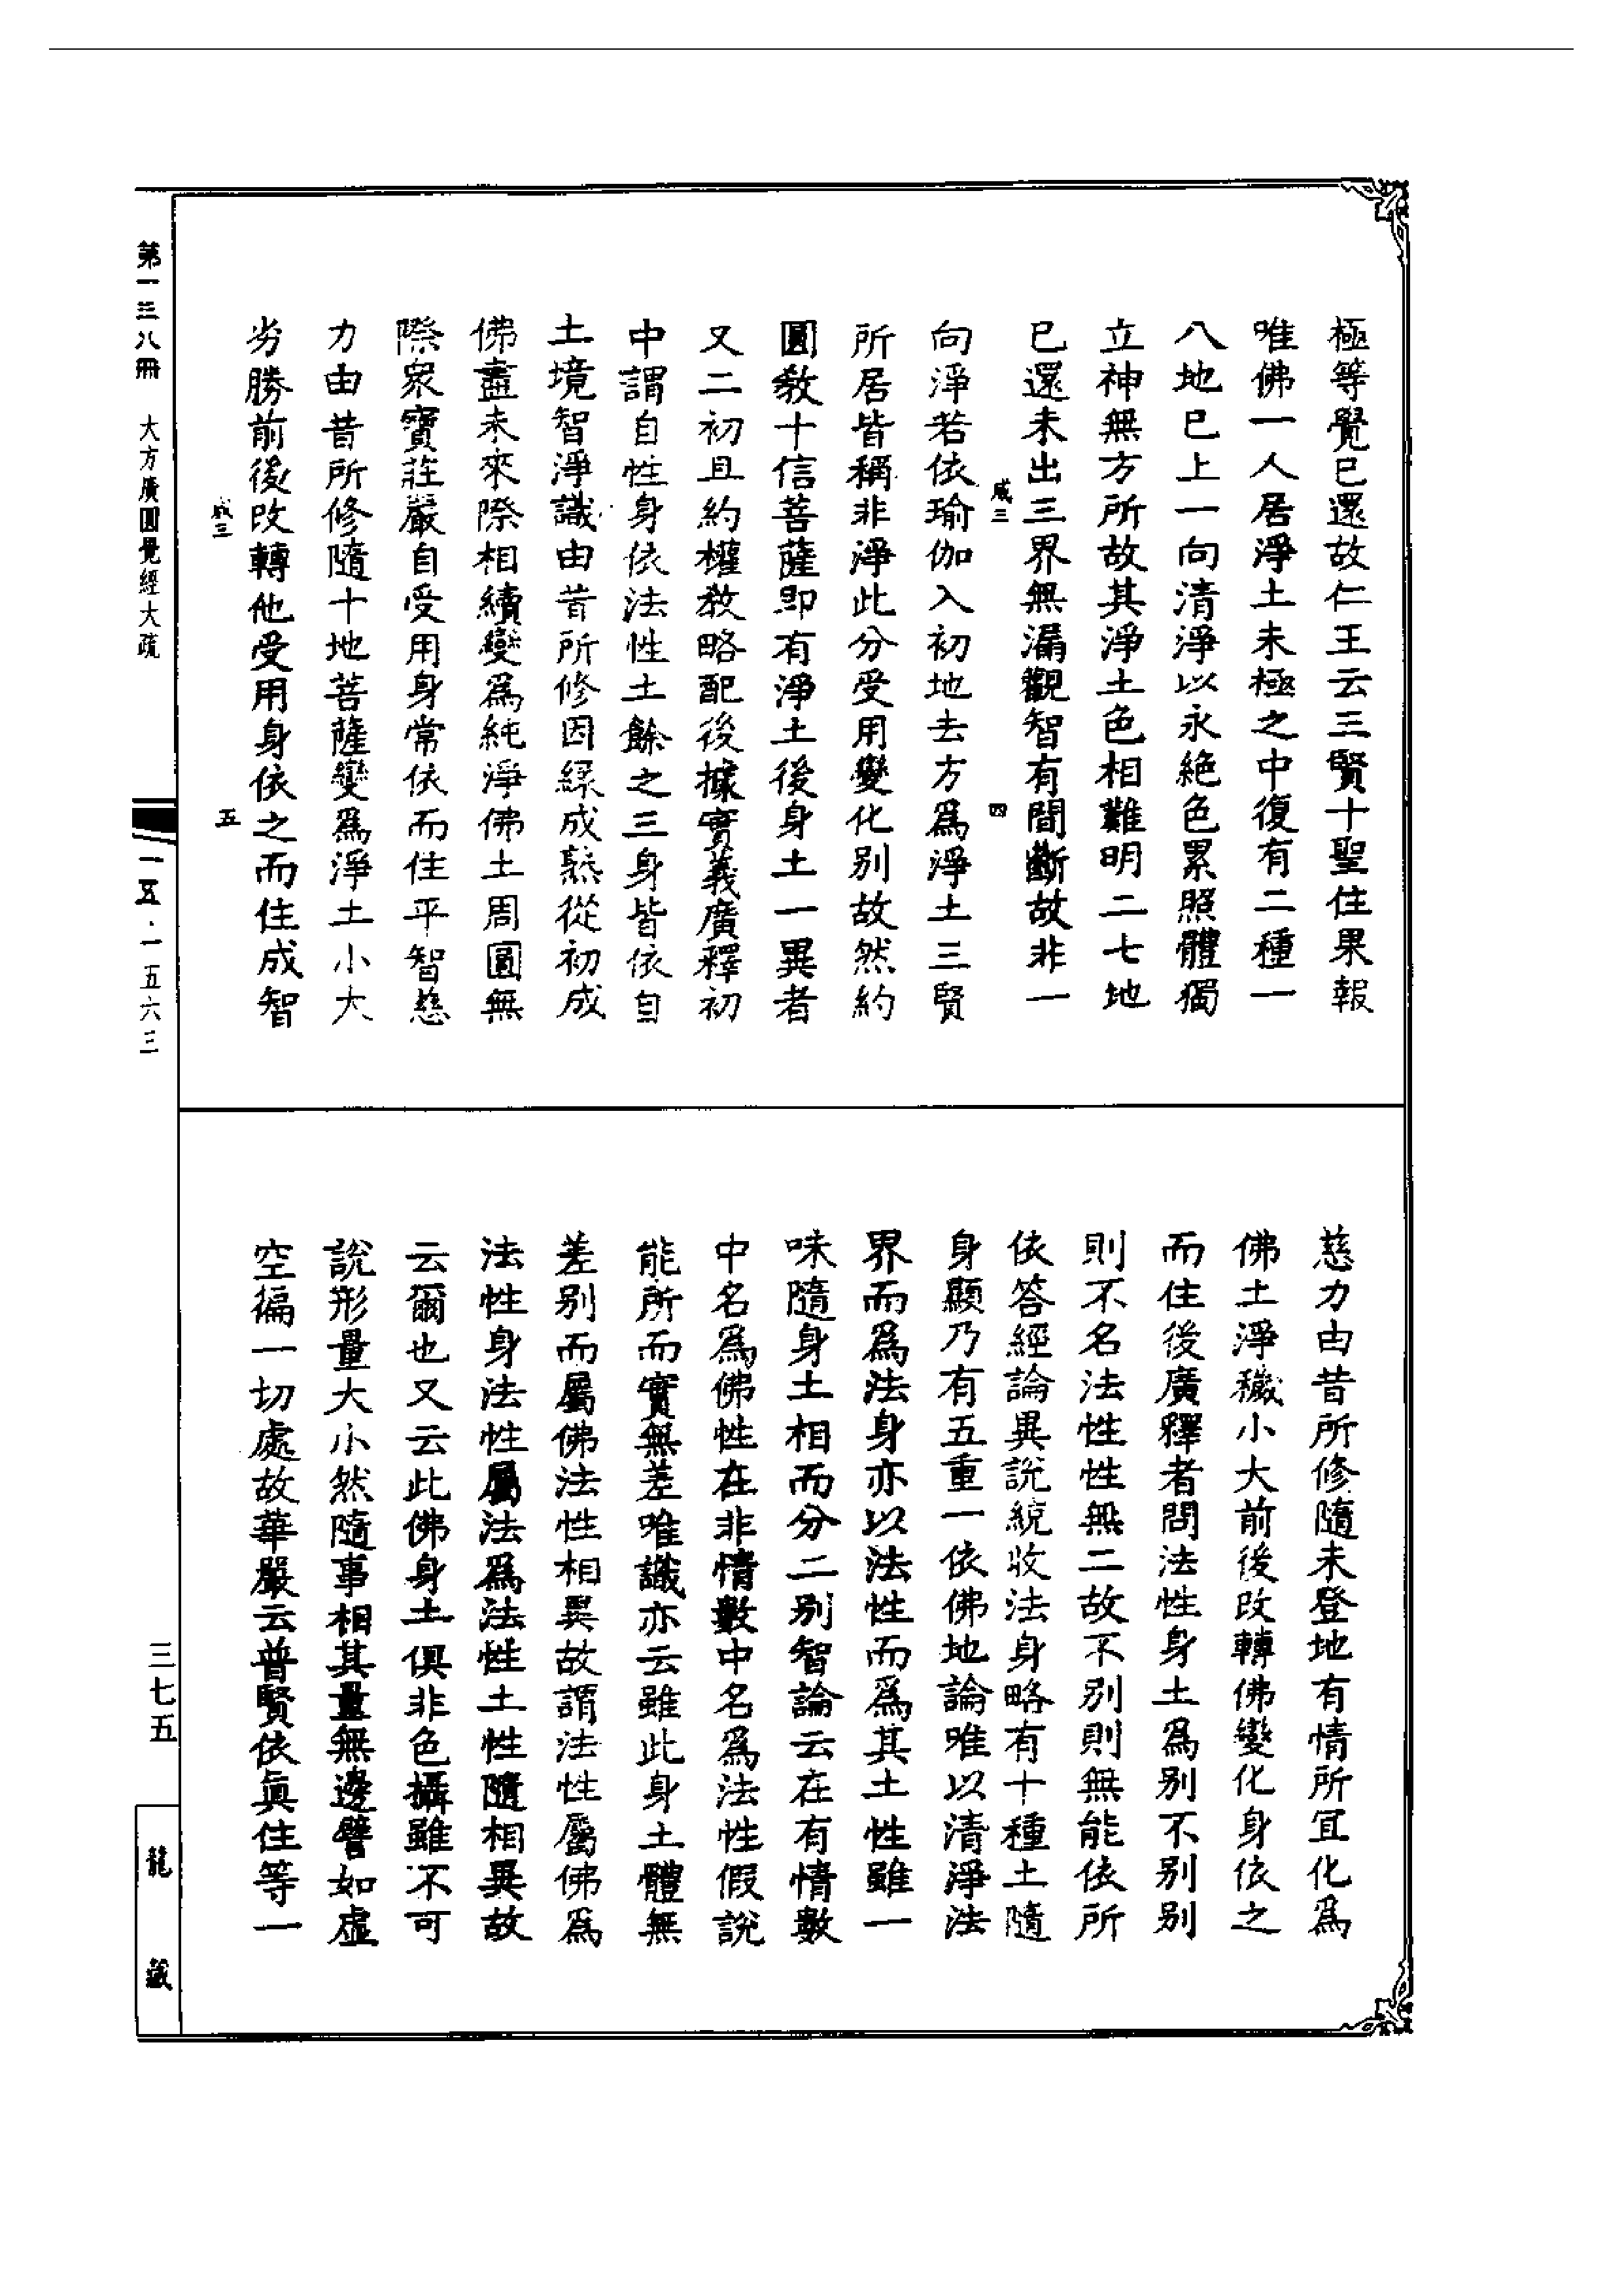 極等覺已還故仁王云三賢十聖住果報
唯佛一人居淨土未極之中復有二種一
八地已上一向清淨以永絶色累照體獨
立神無方所故其淨土色相難明二七地
已還未出三界無漏觀智有間斷故非一
咸三
四
向淨若依瑜伽入初地去方爲淨土三賢
所居皆稱非淨此分受用變化别故然約
圓教十信菩薩即有淨土後身土一異者
又二初且約權教略配後據實義廣釋初
中謂自性身依法性土餘之三身皆依自
土境智淨識由昔所修因緣成熟從初成
佛盡未來際相續變爲純淨佛土周圓無
際衆寶莊嚴自受用身常依而住平智慈
力由昔所修隨十地菩薩變爲淨土小大
劣勝前後改轉他受用身依之而住成智
咸三
五
慈力由昔所修隨未登地有情所宜化爲
佛土淨穢小大前後改轉佛變化身依之
而住後廣釋者問法性身土爲别不别别
則不名法性性無二故不别則無能依所
依答經論異說統收法身略有十種土隨
身顯乃有五重一依佛地論唯以清淨法
界而爲法身亦以法性而爲其土性雖一
味隨身土相而分二别智論云在有情數
中名爲佛性在非情數中名爲法性假說
能所而實無差唯識亦云雖此身土體無
差别而屬佛法性相異故謂法性屬佛爲
法性身法性屬法爲法性土性隨相異故
云爾也又云此佛身土俱非色攝雖不可
說形量大小然隨事相其量無邊譬如虛
空徧一切處故華嚴云普賢依眞住等一
第一三八冊 大方廣圓覺經大疏
一五·一五六三
三七五
龍藏